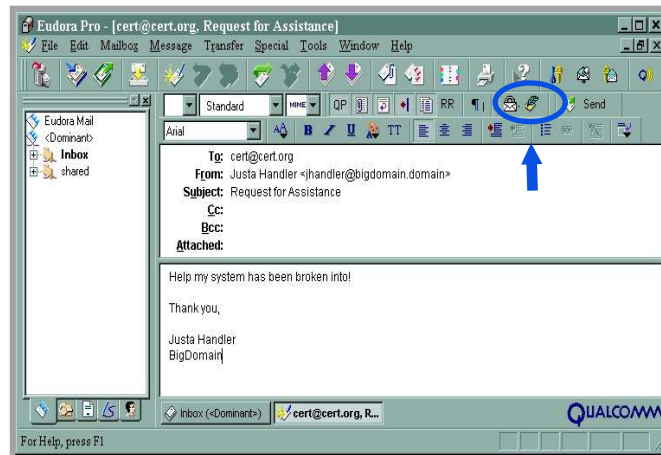 Eudora Pro - [cert@cert.org, Request for Assistance]
File Edit Mailbox Message Transfer Special Tools Window Help
Standard MIME QP RR ¶ Send
Eudora Mail
<Dominant>
Inbox
shared
Arial B I U TT
To: cert@cert.org
From: Justa Handler <jhandler@bigdomain.domain>
Subject: Request for Assistance
Cc:
Bcc:
Attached:
Help my system has been broken into!
Thank you,
Justa Handler
BigDomain
Inbox (<Dominant>) cert@cert.org, R...
QUALCOMM
For Help, press F1